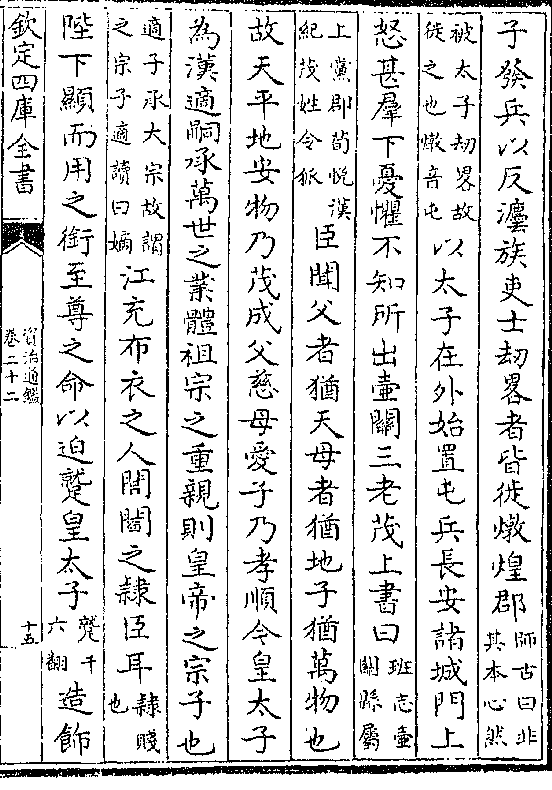 子發兵以反灋族吏士劫畧者皆徙燉煌郡師古曰非其本心然
被太子劫畧故徙之也燉音屯以太子在外始置屯兵長安諸城門上
怒甚羣下憂懼不知所出壷關三老茂上書曰班志壷關縣屬
上黨郡荀悅漢紀茂姓令狐臣聞父者猶天母者猶地子猶萬物也
故天平地安物乃茂成父慈母愛子乃孝順今皇太子
為漢適嗣承萬世之業體祖宗之重親則皇帝之宗子也
適子承大宗故謂之宗子適讀曰嫡江充布衣之人閭閻之隸臣耳隸賤也
陛下顯而用之銜至尊之命以迫蹵皇太子蹵千六翻造飾
欽定四庫全書
資治通鑑
卷二十二
十五